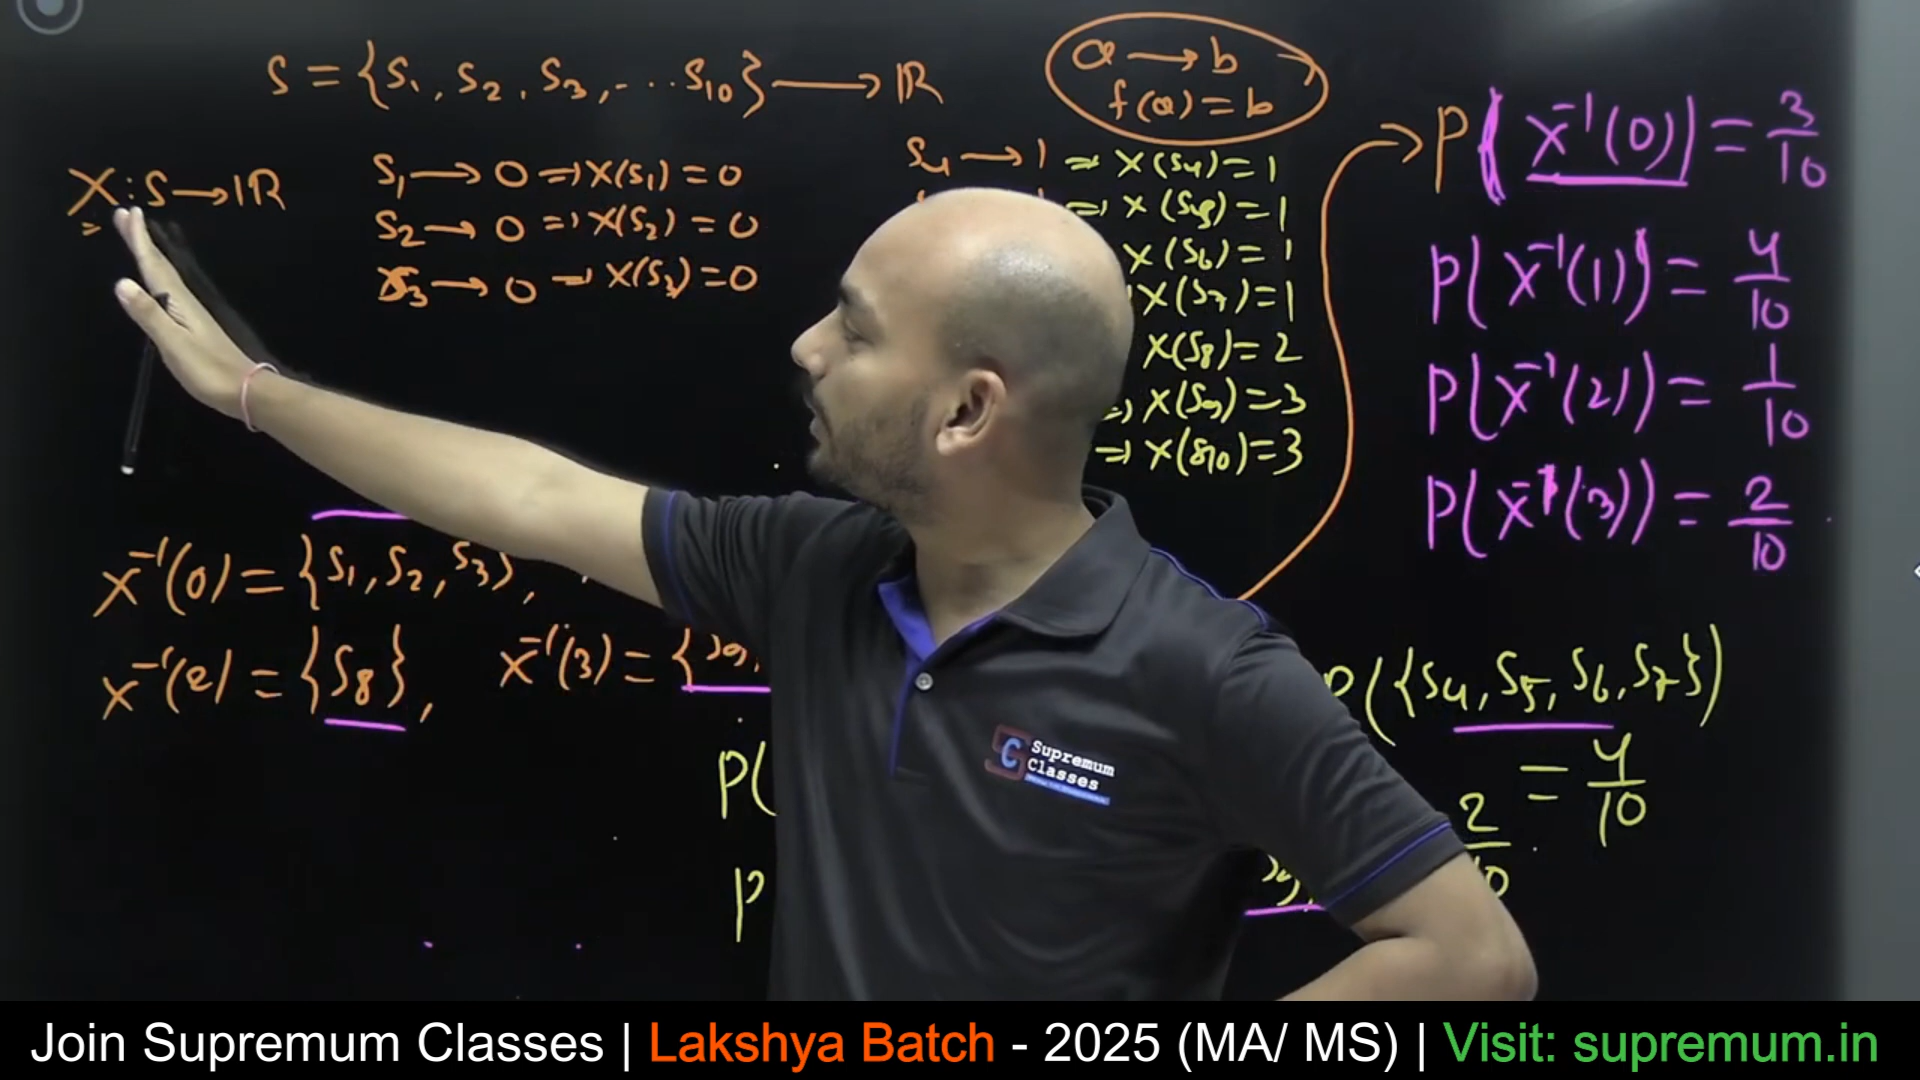 S = {S1, S2, S3, ... S10} ⟶ ℝ
a ⟶ b
f(a) = b
X : S → ℝ
S1 ⟶ 0 ⇒ X(S1) = 0
S2 → 0 ⇒ X(S2) = 0
S3 ⟶ 0 ⇒ X(S3) = 0
S4 ⟶ 1 ⇒ X(S4) = 1
⇒ X(S5) = 1
X(S6) = 1
X(S7) = 1
X(S8) = 2
⇒ X(S9) = 3
⇒ X(S10) = 3
P(X⁻¹(0)) = 3/10
P(X⁻¹(1)) = 4/10
P(X⁻¹(2)) = 1/10
P(X⁻¹(3)) = 2/10
X⁻¹(0) = {S1, S2, S3},
X⁻¹(2) = {S8}, X⁻¹(3) = {S9,
P({S4, S5, S6, S7})
= 4/10
P(
P
2
Supremum
Classes
Join Supremum Classes | Lakshya Batch - 2025 (MA/ MS) | Visit: supremum.in